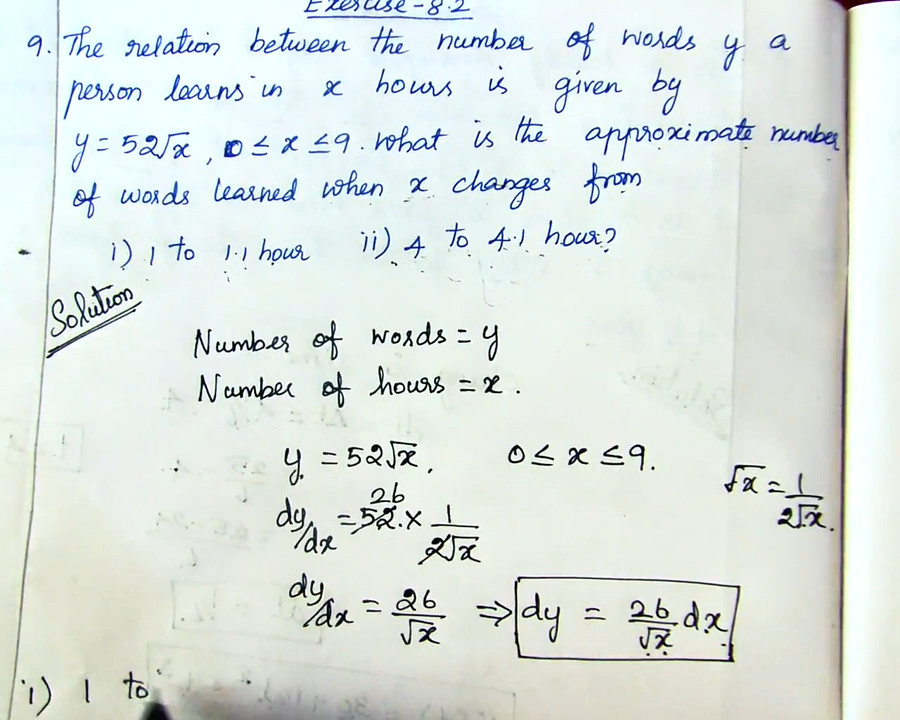 Exercise-8.2
9. The relation between the number of words y a
person learns in x hours is given by
y = 52√x , 0 ≤ x ≤ 9. What is the approximate number
of words learned when x changes from
i) 1 to 1.1 hour ii) 4 to 4.1 hour?
Solution
Number of words = y
Number of hours = x.
y = 52√x, 0 ≤ x ≤ 9.
√x = 1/2√x.
26
dy/dx = 52 × 1/2√x
dy/dx = 26/√x ⇒ dy = 26/√x dx
i) 1 to